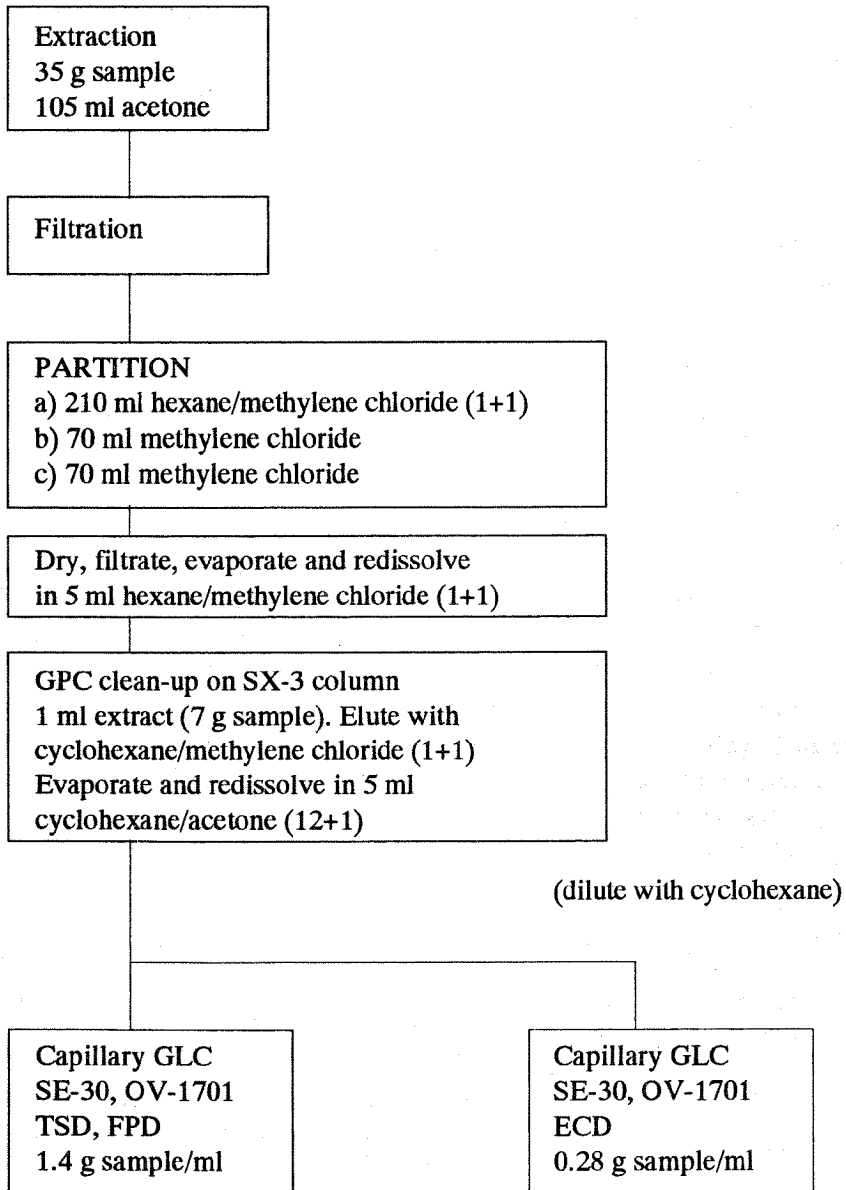 Extraction
35 g sample
105 ml acetone
Filtration
PARTITION
a) 210 ml hexane/methylene chloride (1+1)
b) 70 ml methylene chloride
c) 70 ml methylene chloride
Dry, filtrate, evaporate and redissolve
in 5 ml hexane/methylene chloride (1+1)
GPC clean-up on SX-3 column
1 ml extract (7 g sample). Elute with
cyclohexane/methylene chloride (1+1)
Evaporate and redissolve in 5 ml
cyclohexane/acetone (12+1)
(dilute with cyclohexane)
Capillary GLC
SE-30, OV-1701
TSD, FPD
1.4 g sample/ml
Capillary GLC
SE-30, OV-1701
ECD
0.28 g sample/ml